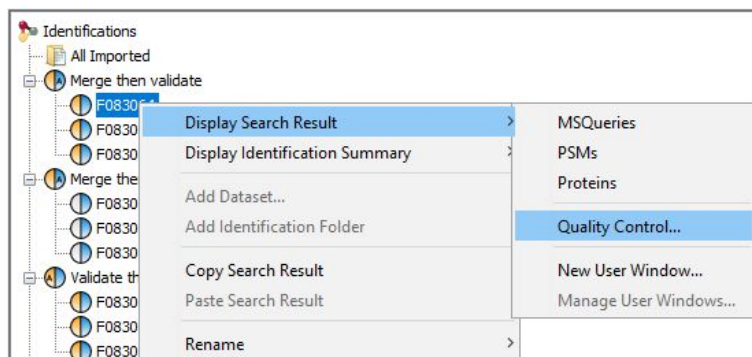 Identifications
All Imported
Merge then validate
F083064
F0830
F0830
Merge the
F0830
F0830
F0830
Validate th
F0830
F0830
F0830
Display Search Result
Display Identification Summary
Add Dataset...
Add Identification Folder
Copy Search Result
Paste Search Result
Rename
MSQueries
PSMs
Proteins
Quality Control...
New User Window...
Manage User Windows...